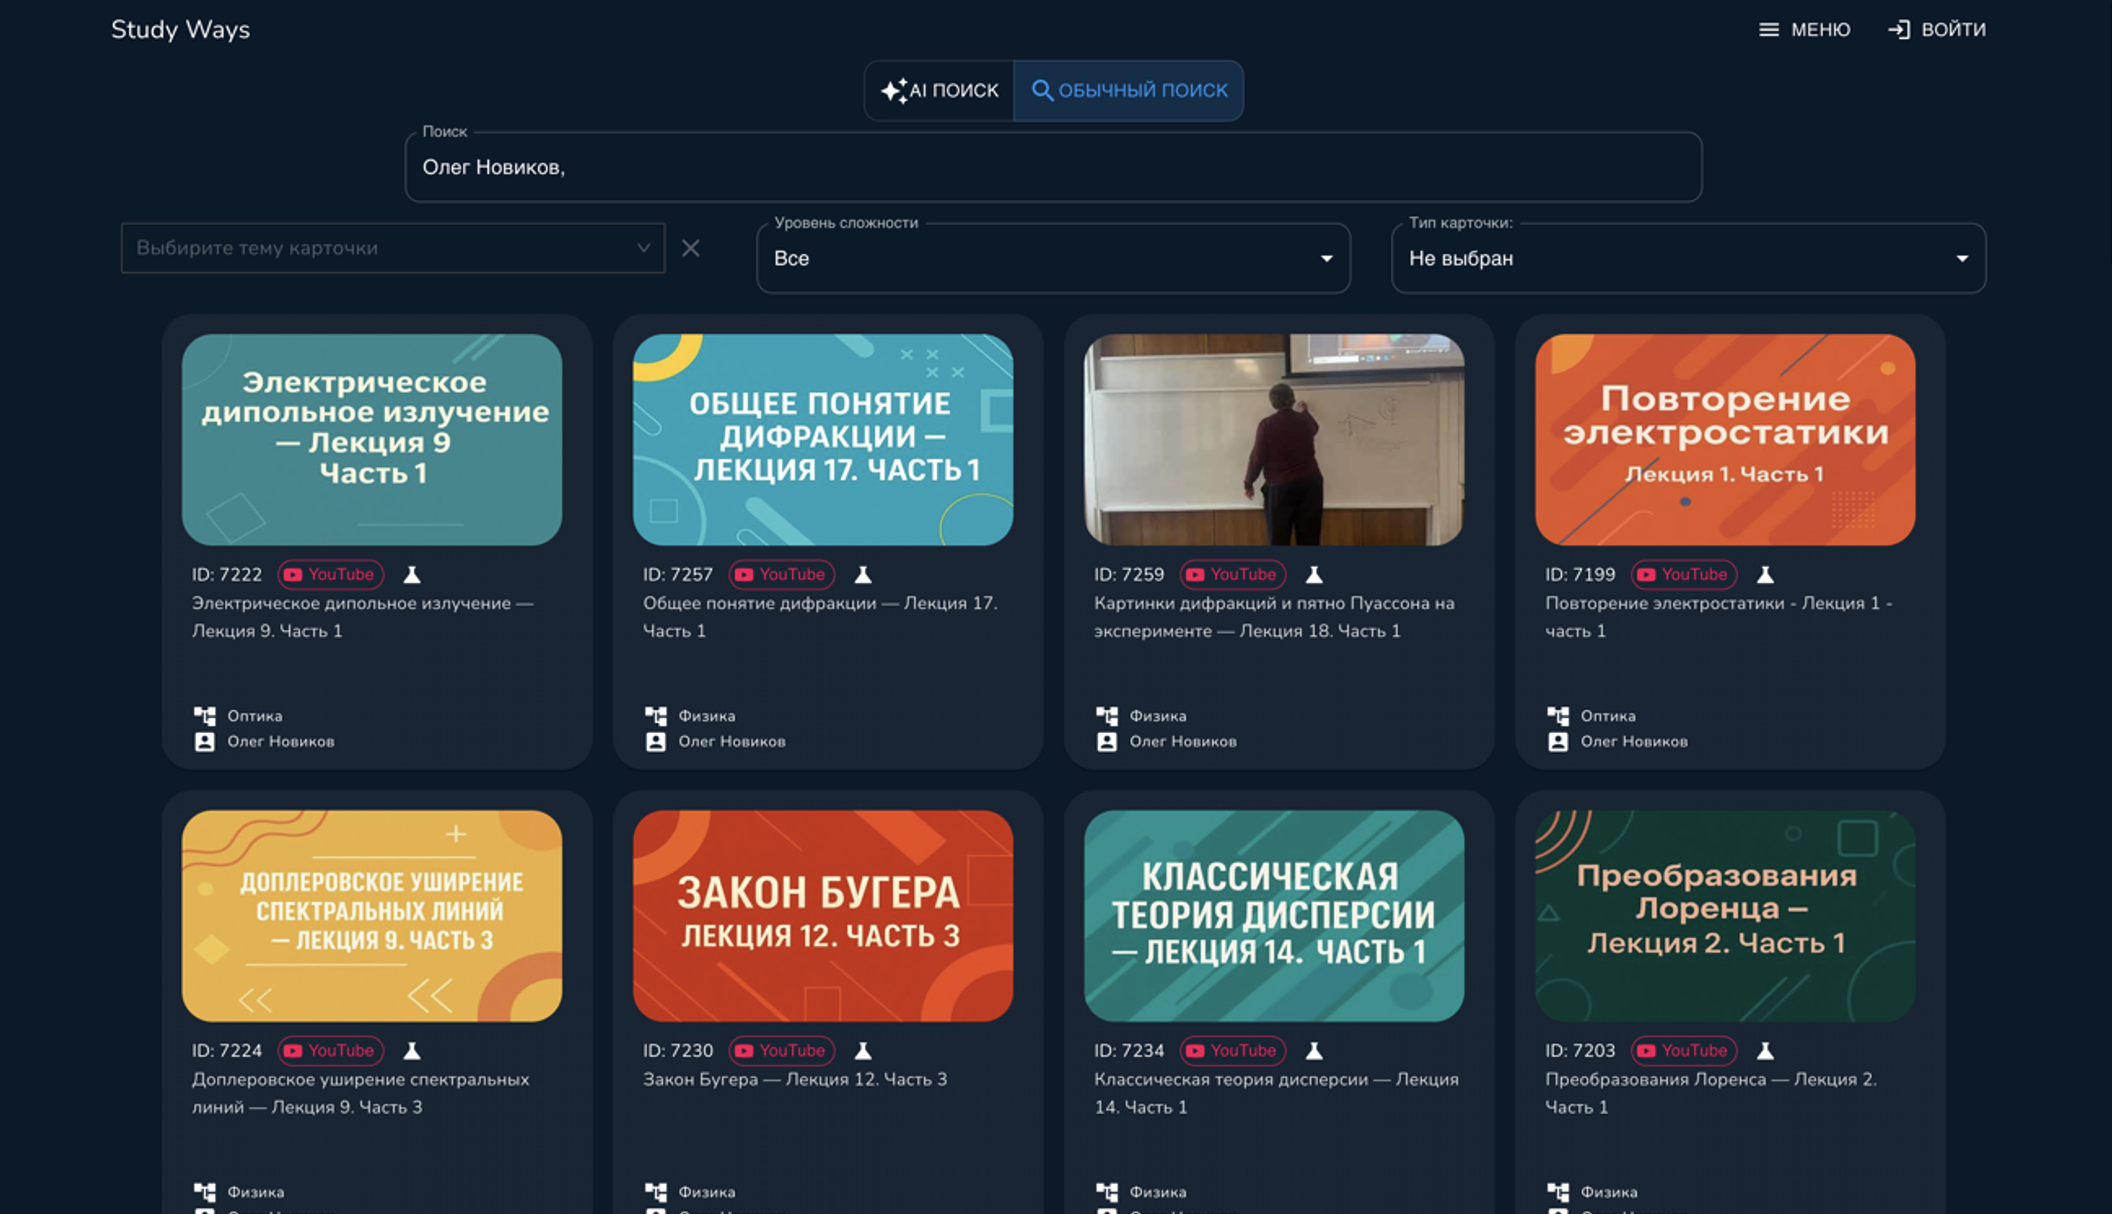 Study Ways
МЕНЮ
ВОЙТИ
AI ПОИСК
ОБЫЧНЫЙ ПОИСК
Поиск
Олег Новиков,
Выбирите тему карточки
Уровень сложности
Все
Тип карточки:
Не выбран
Электрическое
дипольное излучение
— Лекция 9
Часть 1
ID: 7222
YouTube
Электрическое дипольное излучение —
Лекция 9. Часть 1
Оптика
Олег Новиков
ОБЩЕЕ ПОНЯТИЕ
ДИФРАКЦИИ —
ЛЕКЦИЯ 17. ЧАСТЬ 1
ID: 7257
YouTube
Общее понятие дифракции — Лекция 17.
Часть 1
Физика
Олег Новиков
ID: 7259
YouTube
Картинки дифракций и пятно Пуассона на
эксперименте — Лекция 18. Часть 1
Физика
Олег Новиков
Повторение
электростатики
Лекция 1. Часть 1
ID: 7199
YouTube
Повторение электростатики - Лекция 1 -
часть 1
Оптика
Олег Новиков
ДОПЛЕРОВСКОЕ УШИРЕНИЕ
СПЕКТРАЛЬНЫХ ЛИНИЙ
— ЛЕКЦИЯ 9. ЧАСТЬ 3
ID: 7224
YouTube
Доплеровское уширение спектральных
линий — Лекция 9. Часть 3
Физика
ЗАКОН БУГЕРА
ЛЕКЦИЯ 12. ЧАСТЬ 3
ID: 7230
YouTube
Закон Бугера — Лекция 12. Часть 3
Физика
КЛАССИЧЕСКАЯ
ТЕОРИЯ ДИСПЕРСИИ
— ЛЕКЦИЯ 14. ЧАСТЬ 1
ID: 7234
YouTube
Классическая теория дисперсии — Лекция
14. Часть 1
Физика
Преобразования
Лоренца —
Лекция 2. Часть 1
ID: 7203
YouTube
Преобразования Лоренса — Лекция 2.
Часть 1
Физика